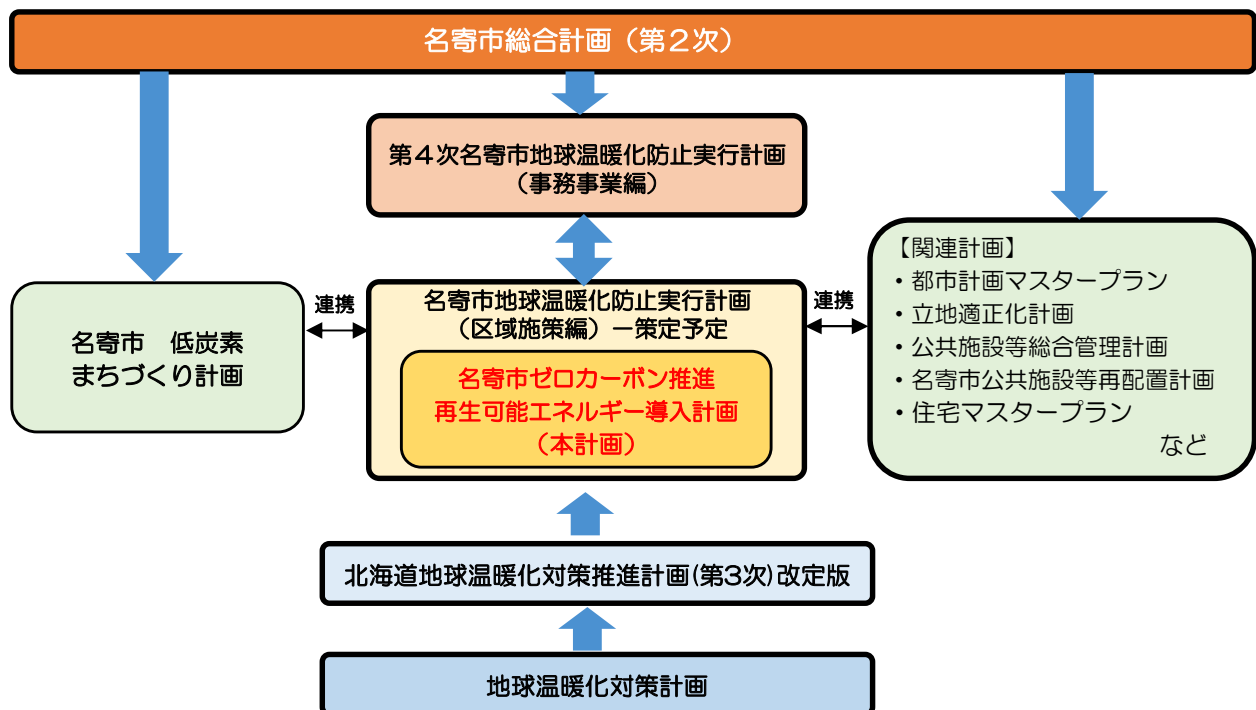 名寄市総合計画（第２次）
第４次名寄市地球温暖化防止実行計画
（事務事業編）
名寄市　低炭素
まちづくり計画
連携
名寄市地球温暖化防止実行計画
（区域施策編）－策定予定
名寄市ゼロカーボン推進
再生可能エネルギー導入計画
（本計画）
連携
【関連計画】
・都市計画マスタープラン
・立地適正化計画
・公共施設等総合管理計画
・名寄市公共施設等再配置計画
・住宅マスタープラン
など
北海道地球温暖化対策推進計画(第3次)改定版
地球温暖化対策計画